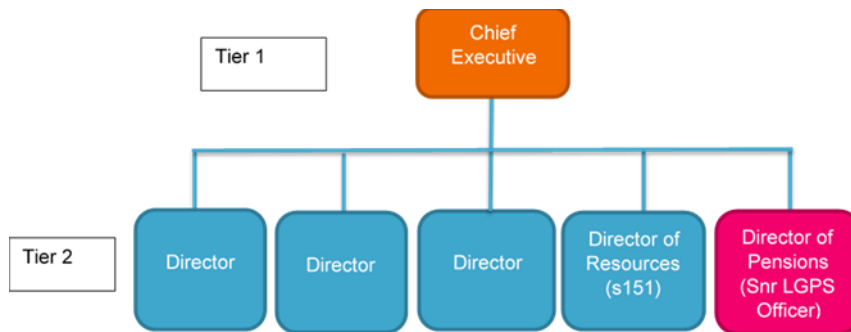 Tier 1
Chief
Executive
Tier 2
Director
Director
Director
Director of
Resources
(s151)
Director of
Pensions
(Snr LGPS
Officer)